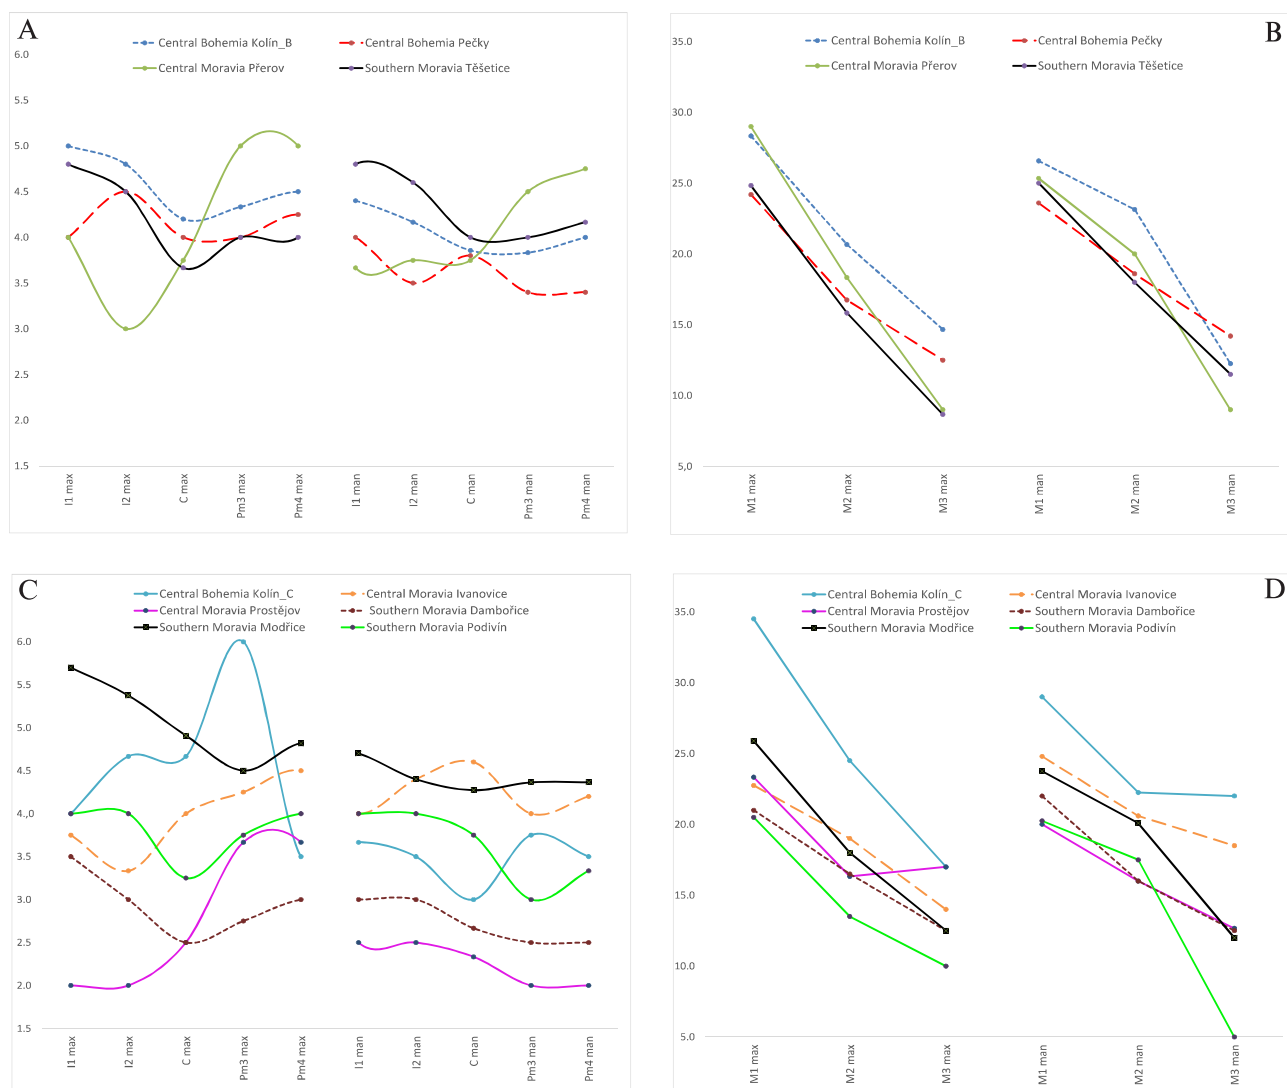 A
Central Bohemia Kolín_B Central Bohemia Pečky
Central Moravia Přerov Southern Moravia Těšetice
6.0
5.5
5.0
4.5
4.0
3.5
3.0
2.5
2.0
1.5
I1 max I2 max C max Pm3 max Pm4 max I1 man I2 man C man Pm3 man Pm4 man
B
Central Bohemia Kolín_B Central Bohemia Pečky
Central Moravia Přerov Southern Moravia Těšetice
35.0
30.0
25.0
20.0
15.0
10.0
5,0
M1 max M2 max M3 max M1 man M2 man M3 man
C
Central Bohemia Kolín_C Central Moravia Ivanovice
Central Moravia Prostějov Southern Moravia Dambořice
Southern Moravia Modřice Southern Moravia Podivín
6.0
5.5
5.0
4.5
4.0
3.5
3.0
2.5
2.0
1.5
I1 max I2 max C max Pm3 max Pm4 max I1 man I2 man C man Pm3 man Pm4 man
D
Central Bohemia Kolín_C Central Moravia Ivanovice
Central Moravia Prostějov Southern Moravia Dambořice
Southern Moravia Modřice Southern Moravia Podivín
35.0
30.0
25.0
20.0
15.0
10.0
5.0
M1 max M2 max M3 max M1 man M2 man M3 man